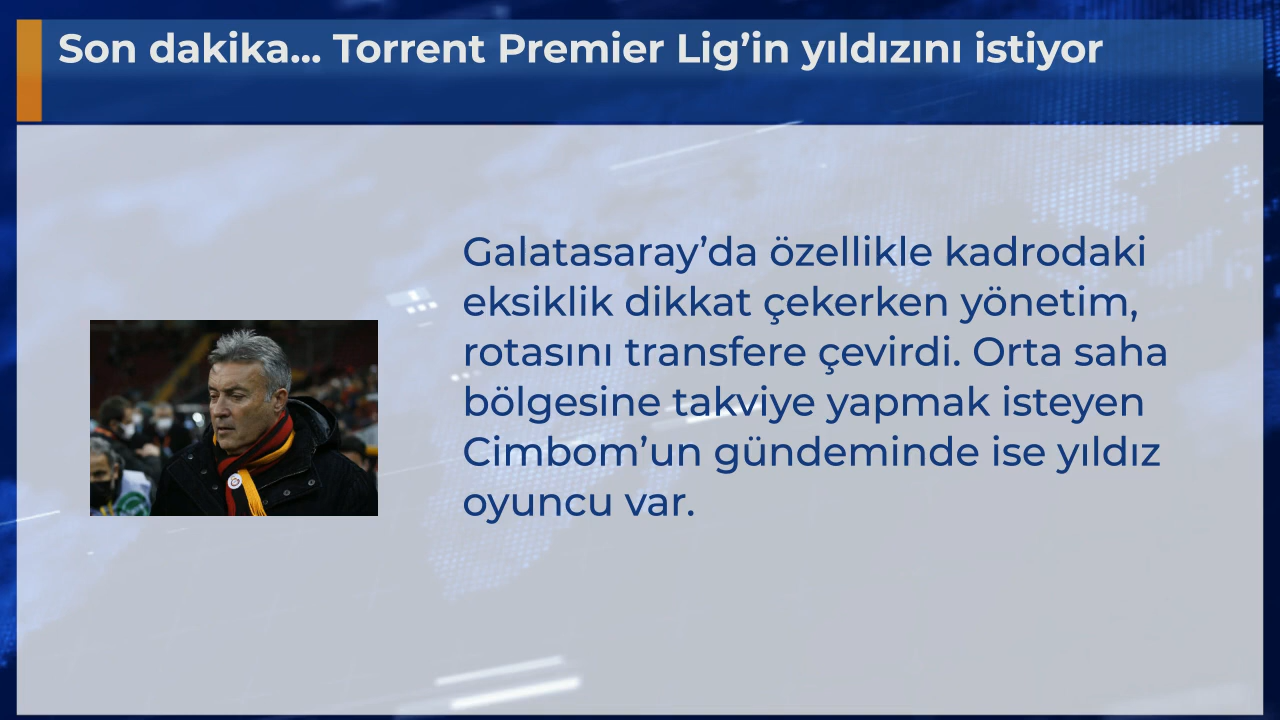 Son dakika... Torrent Premier Lig’in yıldızını istiyor
Galatasaray’da özellikle kadrodaki
eksiklik dikkat çekerken yönetim,
rotasını transfere çevirdi. Orta saha
bölgesine takviye yapmak isteyen
Cimbom’un gündeminde ise yıldız
oyuncu var.